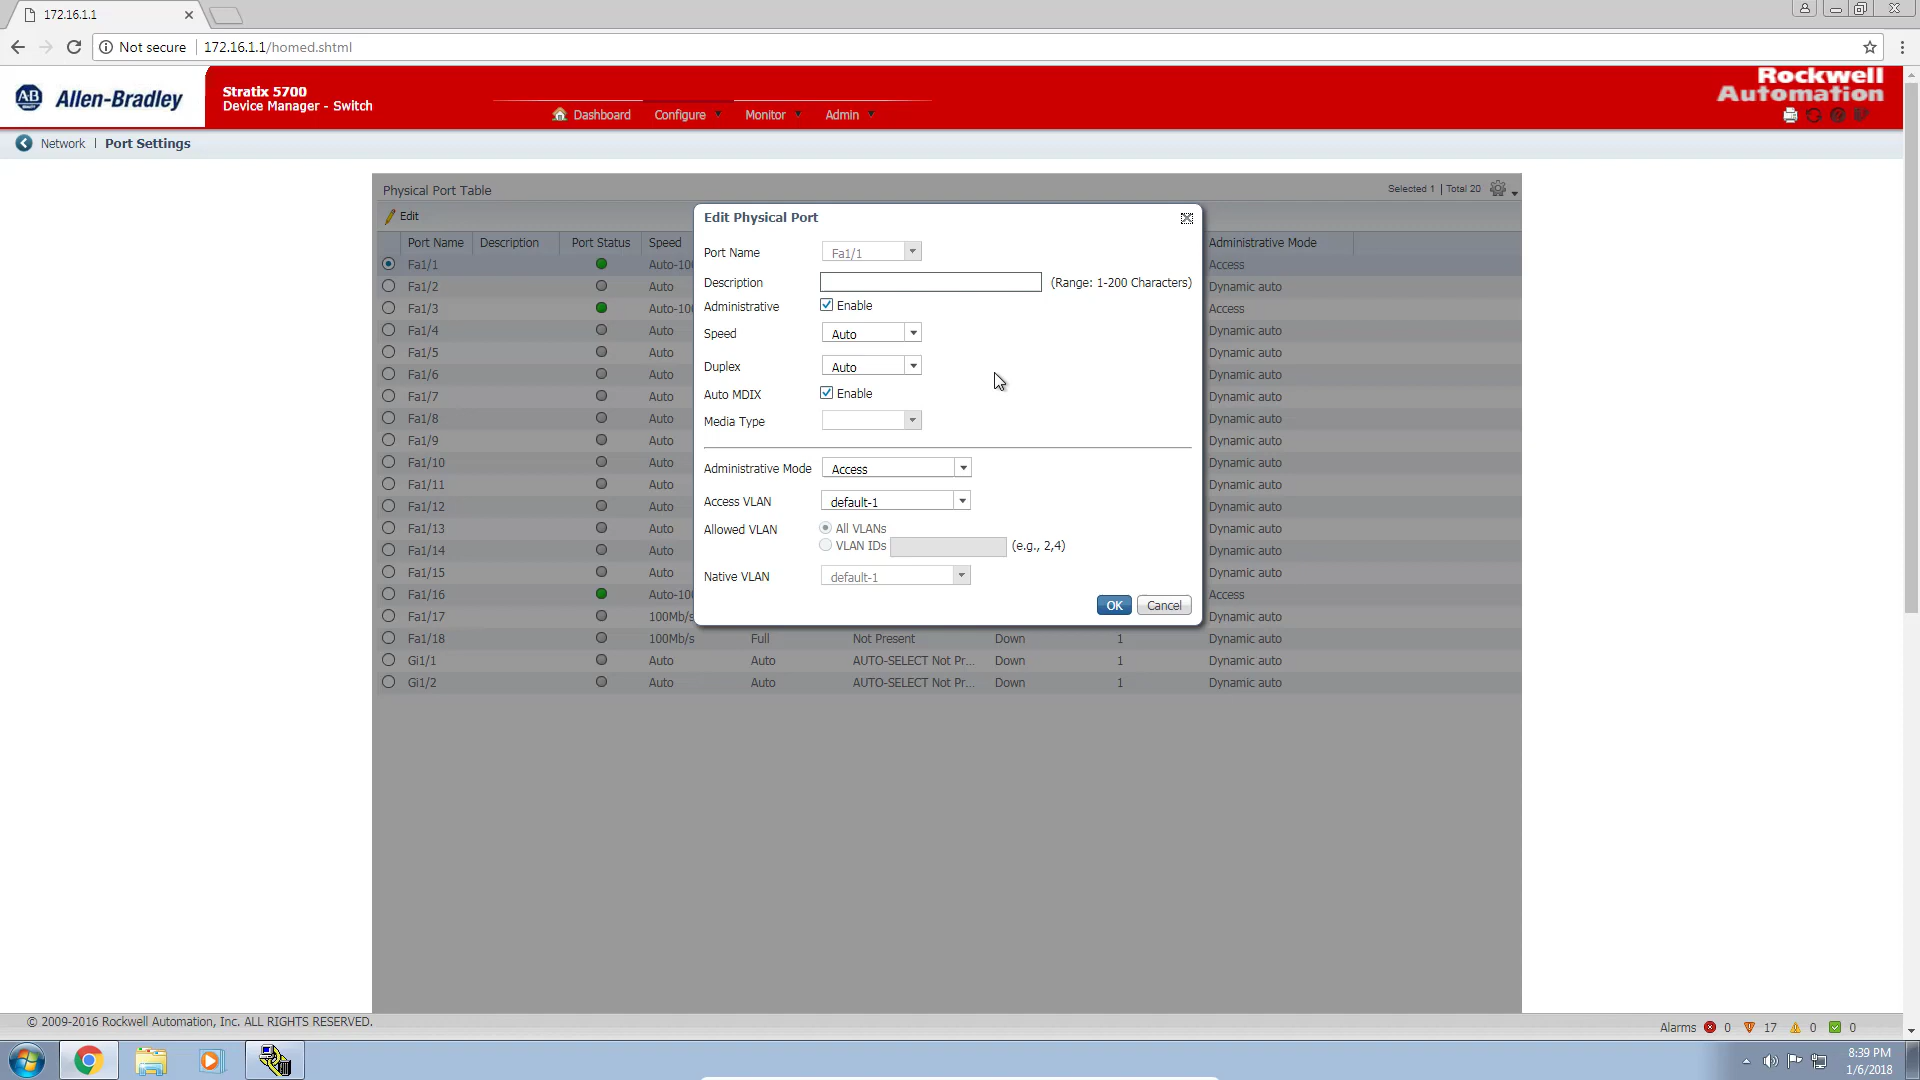 172.16.1.1
Not secure | 172.16.1.1/homed.shtml
AB Allen-Bradley
Stratix 5700
Device Manager - Switch
Dashboard Configure Monitor Admin
Rockwell
Automation
Network | Port Settings
Physical Port Table Selected 1 | Total 20
Edit
Port Name Description Port Status Speed Administrative Mode
Fa1/1 Auto-100 Access
Fa1/2 Auto Dynamic auto
Fa1/3 Auto-100 Access
Fa1/4 Auto Dynamic auto
Fa1/5 Auto Dynamic auto
Fa1/6 Auto Dynamic auto
Fa1/7 Auto Dynamic auto
Fa1/8 Auto Dynamic auto
Fa1/9 Auto Dynamic auto
Fa1/10 Auto Dynamic auto
Fa1/11 Auto Dynamic auto
Fa1/12 Auto Dynamic auto
Fa1/13 Auto Dynamic auto
Fa1/14 Auto Dynamic auto
Fa1/15 Auto Dynamic auto
Fa1/16 Auto-100 Access
Fa1/17 100Mb/s Dynamic auto
Fa1/18 100Mb/s Full Not Present Down 1 Dynamic auto
Gi1/1 Auto Auto AUTO-SELECT Not Pr... Down 1 Dynamic auto
Gi1/2 Auto Auto AUTO-SELECT Not Pr... Down 1 Dynamic auto
Edit Physical Port
Port Name Fa1/1
Description (Range: 1-200 Characters)
Administrative Enable
Speed Auto
Duplex Auto
Auto MDIX Enable
Media Type
Administrative Mode Access
Access VLAN default-1
Allowed VLAN All VLANs
VLAN IDs (e.g., 2,4)
Native VLAN default-1
OK Cancel
© 2009-2016 Rockwell Automation, Inc. ALL RIGHTS RESERVED.
Alarms 0 17 0 0
8:39 PM
1/6/2018